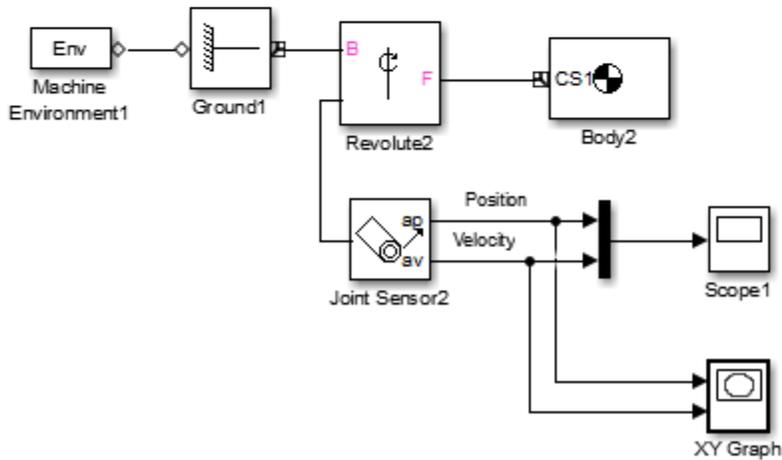 Env
Machine
Environment1
Ground1
B
F
Revolute2
CS1
Body2
Position
ap
Velocity
av
Joint Sensor2
Scope1
XY Graph